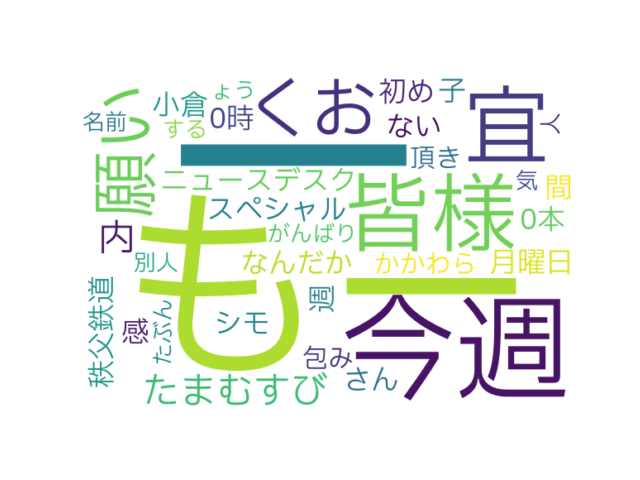 ょう
初め
子
小倉
くお
宜
名前
する
0時
ない
人
願い
頂き
ニュースデスク
皆様
気
間
スペシャル
0本
も
内
がんばり
別人
なんだか
かかわら
月曜日
秩父鉄道
週
感
たぶん
シモ
今週
包み
さん
たまむすび
ー
ー